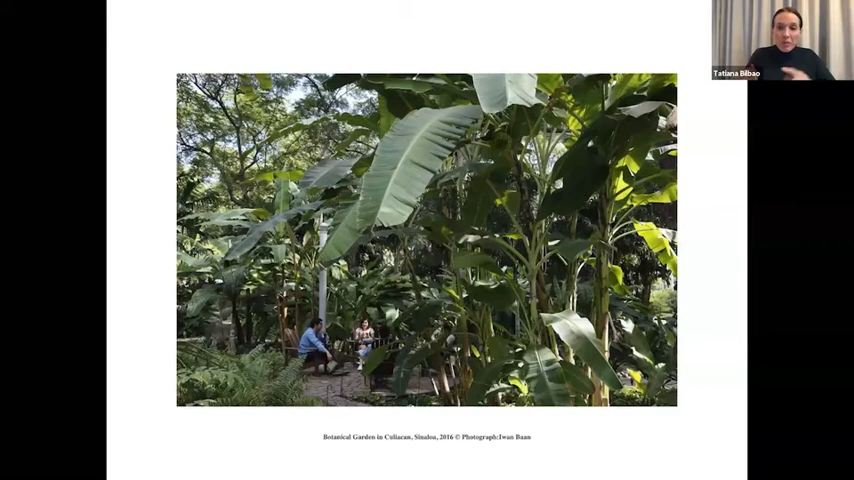 Tatiana Bilbao
Botanical Garden in Culiacan, Sinaloa, 2016 © Photograph:Iwan Baan